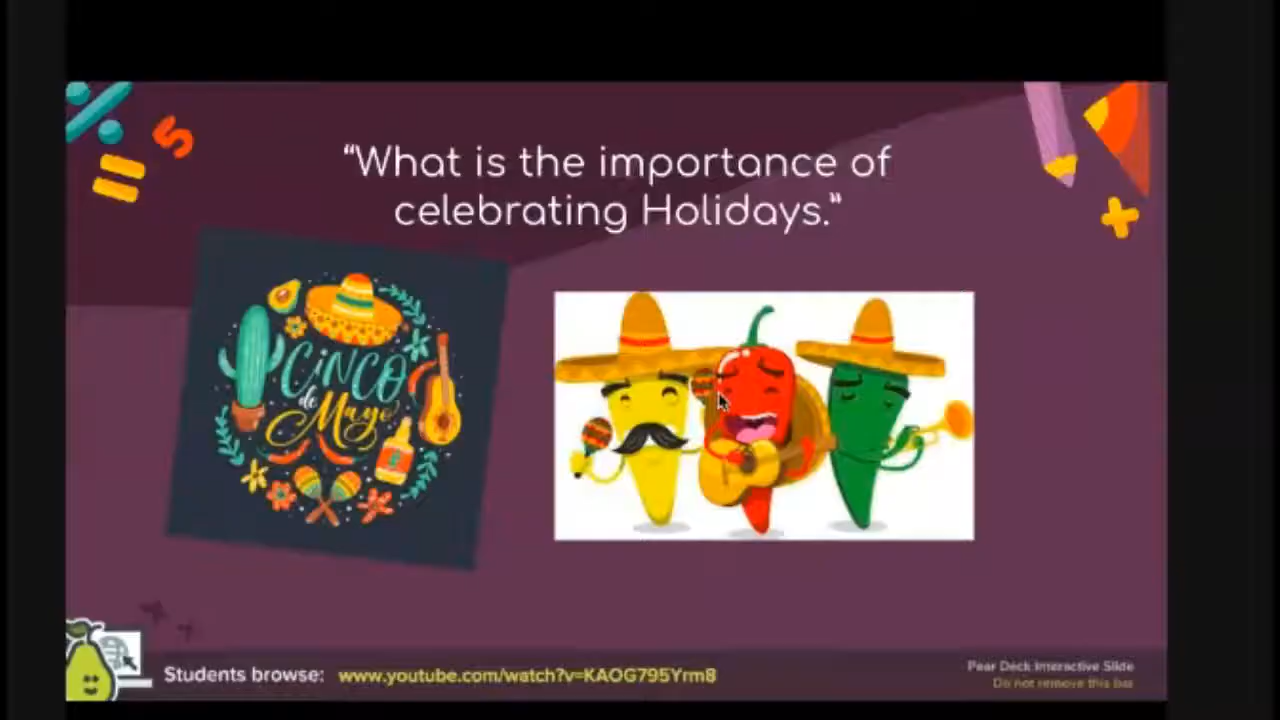 “What is the importance of
celebrating Holidays.”
CINCO
de
Mayo
Students browse: www.youtube.com/watch?v=KAOG795Yrm8
Pear Deck Interactive Slide
Do not remove this bar